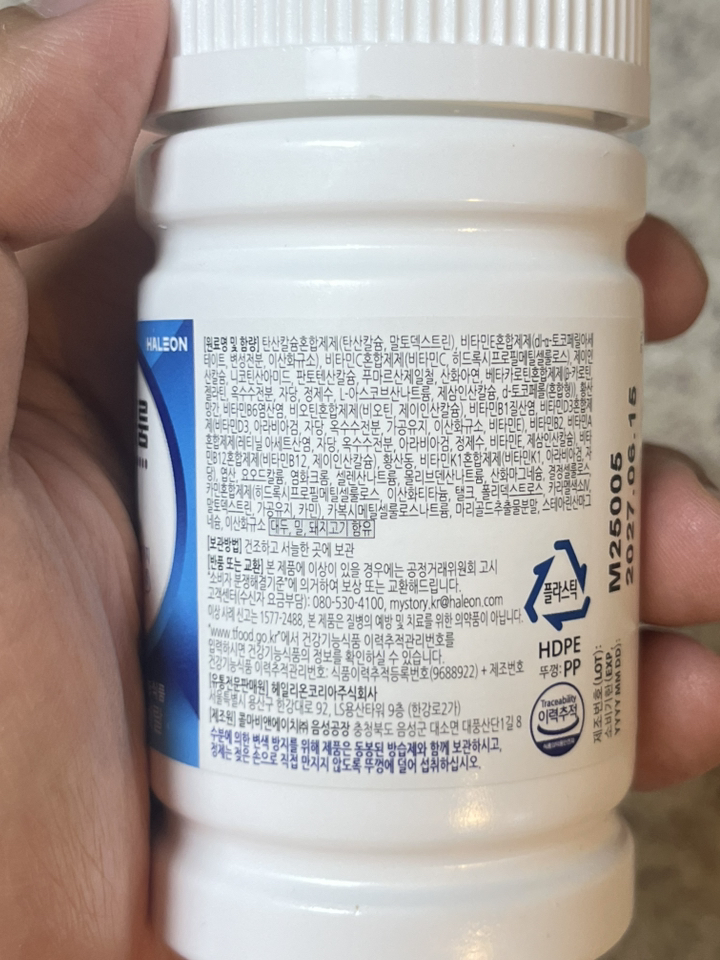 HALEON
[원료명 및 함량] 탄산칼슘혼합제제(탄산칼슘, 말토덱스트린), 비타민E혼합제제(dl-α-토코페릴아세
테이트, 변성전분, 이산화규소), 비타민C혼합제제(비타민C, 히드록시프로필메틸셀룰로스), 제이인
산칼슘, 니코틴산아미드, 판토텐산칼슘, 푸마르산제일철, 산화아연, 베타카로틴혼합제제(β-카로틴,
젤라틴, 옥수수전분, 자당, 정제수, L-아스코브산나트륨, 제삼인산칼슘, d-토코페롤(혼합형)), 황산
망간, 비타민B6염산염, 비오틴혼합제제(비오틴, 제이인산칼슘), 비타민B1질산염, 비타민D3혼합제
제(비타민D3, 아라비아검, 자당, 옥수수전분, 가공유지, 이산화규소, 비타민E), 비타민B2, 비타민A
혼합제제(레티닐 아세트산염, 자당, 옥수수전분, 아라비아검, 정제수, 비타민E, 제삼인산칼슘), 비타
민B12혼합제제(비타민B12, 제이인산칼슘), 황산동, 비타민K1혼합제제(비타민K1, 아라비아검, 자
당), 엽산, 요오드칼륨, 염화크롬, 셀렌산나트륨, 몰리브덴산나트륨, 산화마그네슘, 결정셀룰로스,
카민혼합제제(히드록시프로필메틸셀룰로스, 이산화티타늄, 탤크, 폴리덱스트로스,
말토덱스트린, 가공유지, 카민), 카복시메틸셀룰로스나트륨, 마리골드추출물분말, 스테아린산마그
네슘, 이산화규소 대두, 밀, 돼지고기 함유
[보관방법] 건조하고 서늘한 곳에 보관
[반품 또는 교환] 본 제품에 이상이 있을 경우에는 공정거래위원회 고시
"소비자 분쟁해결기준"에 의거하여 보상 또는 교환해드립니다.
고객센터(수신자 요금부담): 080-530-4100, mystory.kr@haleon.com
이상 사례 신고는 1577-2488, 본 제품은 질병의 예방 및 치료를 위한 의약품이 아닙니다.
"www.tfood.go.kr"에서 건강기능식품 이력추적관리번호를
입력하시면 건강기능식품의 정보를 확인하실 수 있습니다.
건강기능식품 이력추적관리번호: 식품이력추적등록번호(9688922) + 제조번호
[유통전문판매원] 헤일리온코리아주식회사
서울특별시 용산구 한강대로 92, LS용산타워 9층 (한강로2가)
[제조원] 콜마비앤에이치㈜ 음성공장 충청북도 음성군 대소면 대풍산단1길 8
수분에 의한 변색 방지를 위해 제품은 동봉된 방습제와 함께 보관하시고,
정제는 젖은 손으로 직접 만지지 않도록 뚜껑에 덜어 섭취하십시오.
플라스틱
HDPE
뚜껑: PP
Traceability
이력추적
제조번호(LOT):
소비기한(EXP,
YYYY MM DD):
M25005
2027.06.15